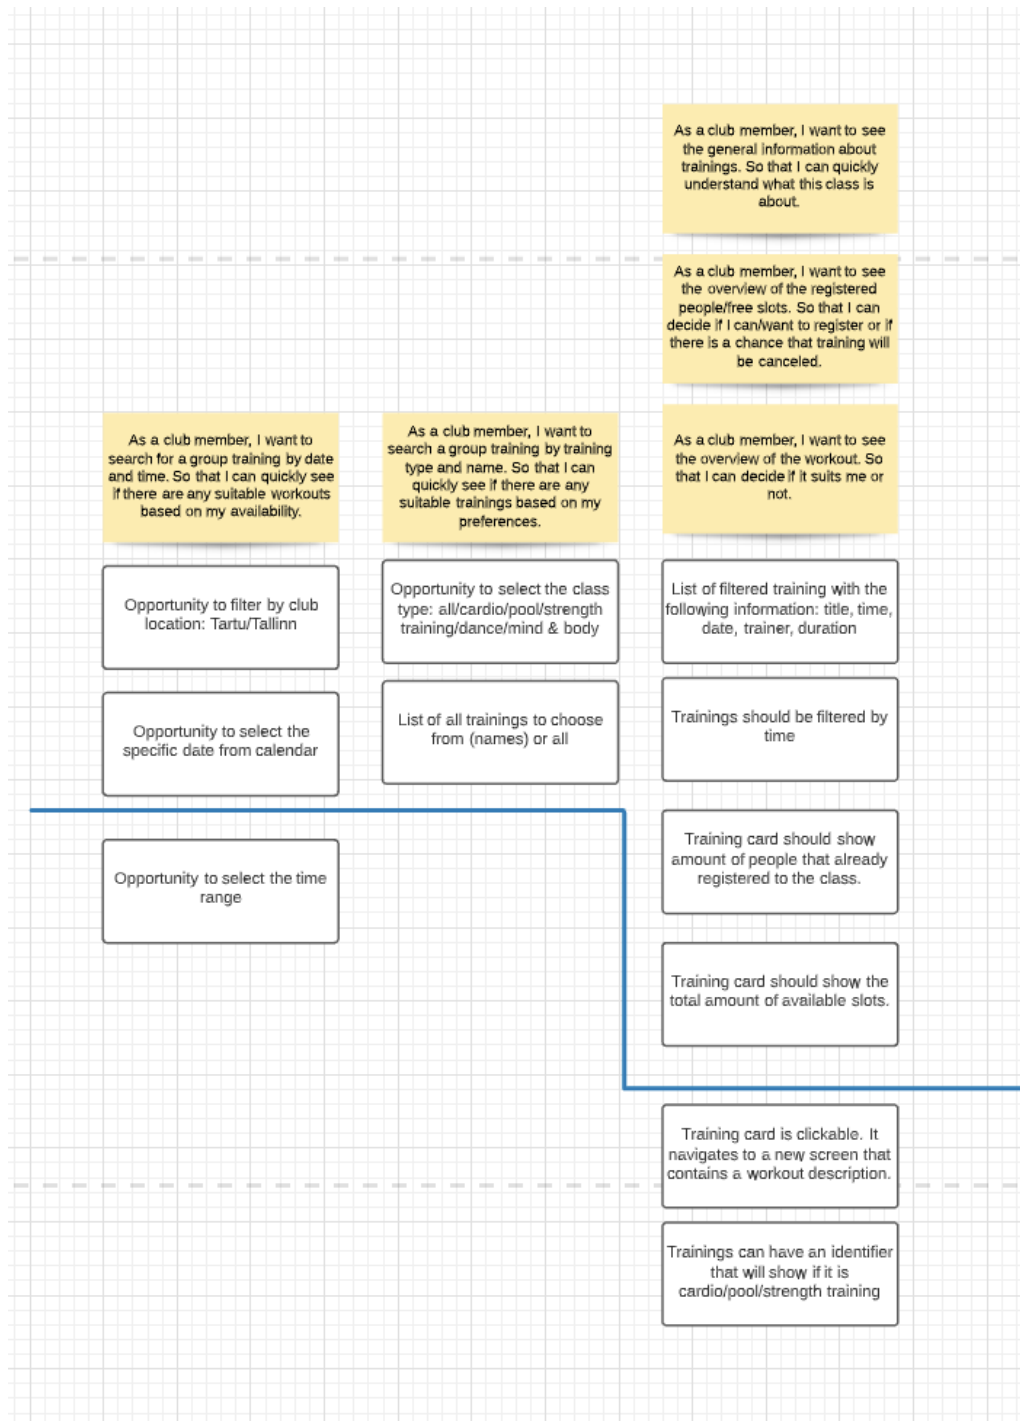 As a club member, I want to see
the general information about
trainings. So that I can quickly
understand what this class is
about.
As a club member, I want to see
the overview of the registered
people/free slots. So that I can
decide if I can/want to register or if
there is a chance that training will
be canceled.
As a club member, I want to
search for a group training by date
and time. So that I can quickly see
if there are any suitable workouts
based on my availability.
As a club member, I want to
search a group training by training
type and name. So that I can
quickly see if there are any
suitable trainings based on my
preferences.
As a club member, I want to see
the overview of the workout. So
that I can decide if it suits me or
not.
Opportunity to filter by club
location: Tartu/Tallinn
Opportunity to select the class
type: all/cardio/pool/strength
training/dance/mind & body
List of filtered training with the
following information: title, time,
date, trainer, duration
Opportunity to select the
specific date from calendar
List of all trainings to choose
from (names) or all
Trainings should be filtered by
time
Opportunity to select the time
range
Training card should show
amount of people that already
registered to the class.
Training card should show the
total amount of available slots.
Training card is clickable. It
navigates to a new screen that
contains a workout description.
Trainings can have an identifier
that will show if it is
cardio/pool/strength training